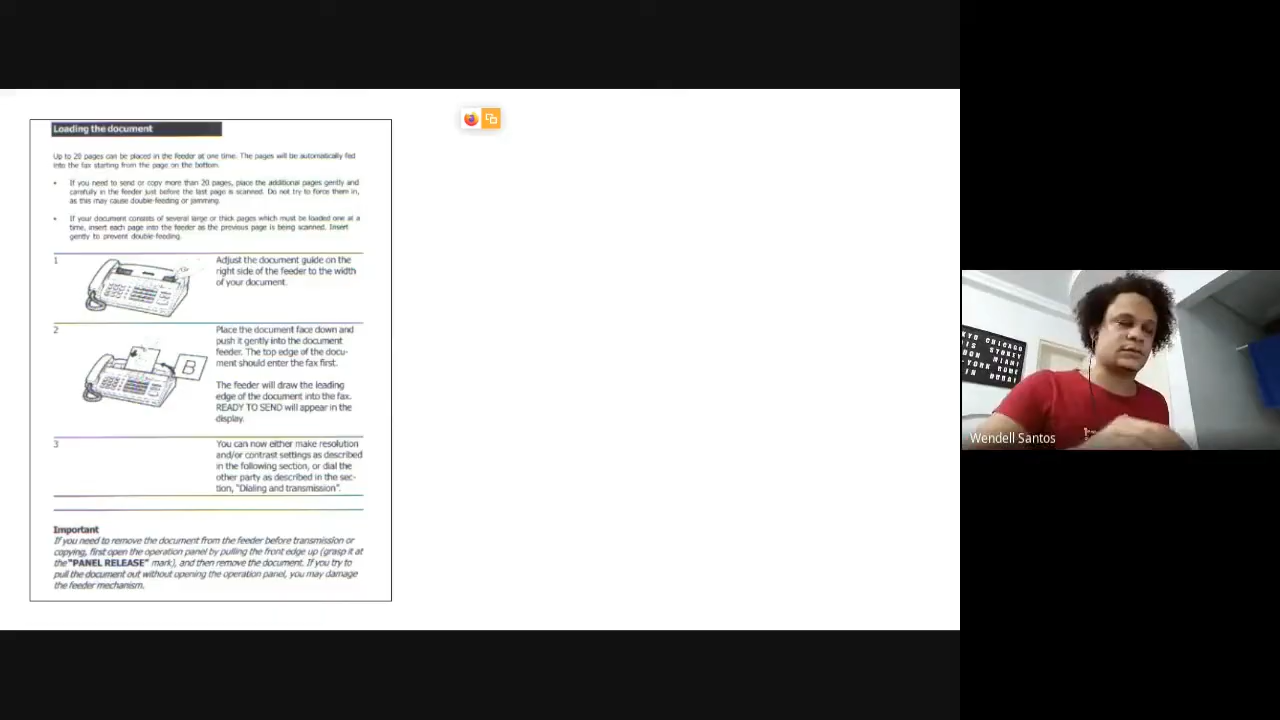 Loading the document
Up to 20 pages can be placed in the feeder at one time. The pages will be automatically fed
into the fax starting from the page on the bottom.
• If you need to send or copy more than 20 pages, place the additional pages gently and
carefully in the feeder just before the last page is scanned. Do not try to force them in,
as this may cause double-feeding or jamming.
• If your document consists of several large or thick pages which must be loaded one at a
time, insert each page into the feeder as the previous page is being scanned. Insert
gently to prevent double-feeding.
1
Adjust the document guide on the
right side of the feeder to the width
of your document.
2
B
Place the document face down and
push it gently into the document
feeder. The top edge of the docu-
ment should enter the fax first.
The feeder will draw the leading
edge of the document into the fax.
READY TO SEND will appear in the
display.
3
You can now either make resolution
and/or contrast settings as described
in the following section, or dial the
other party as described in the sec-
tion, "Dialing and transmission".
Important
If you need to remove the document from the feeder before transmission or
copying, first open the operation panel by pulling the front edge up (grasp it at
the "PANEL RELEASE" mark), and then remove the document. If you try to
pull the document out without opening the operation panel, you may damage
the feeder mechanism.
KYO CHICAGO
IS SYDNEY
DON MIAMI
YORK ROME
IN DUBAI
Wendell Santos